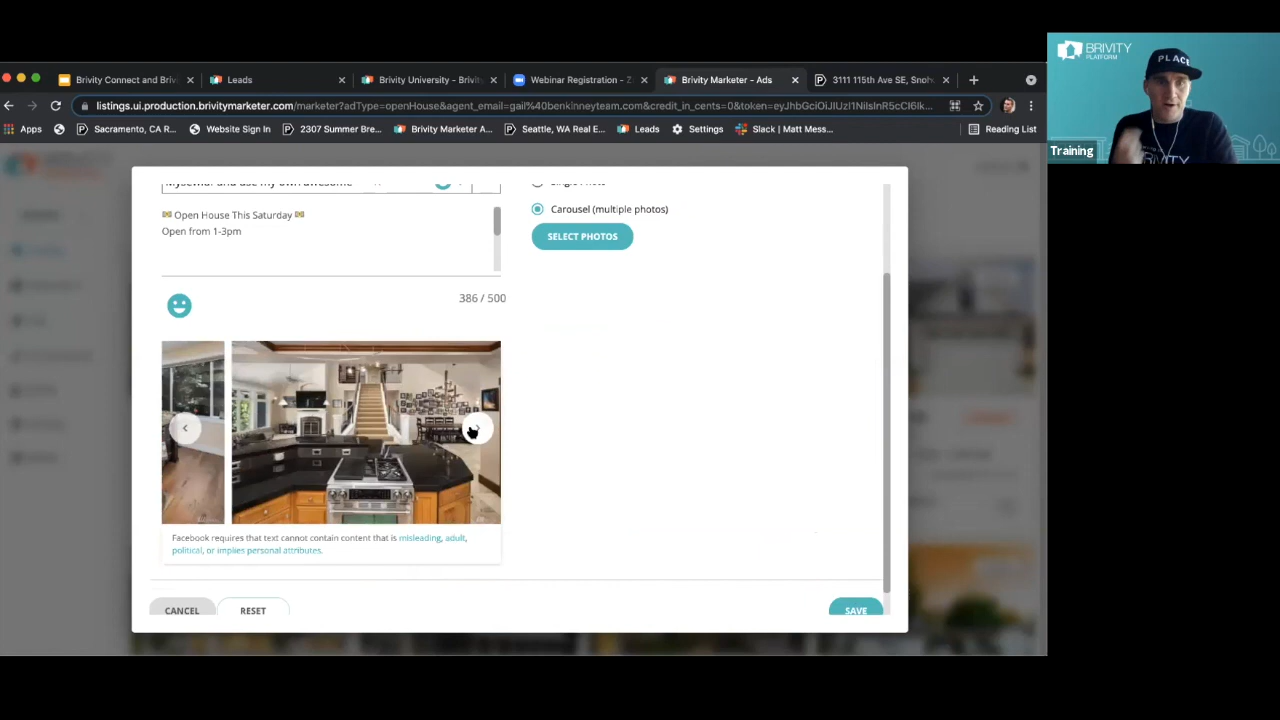 BRIVITY
PLATFORM
PLACE
BRIVITY
Training
Brivity Connect and Briv
Leads
Brivity University - Brivit
Webinar Registration - Z
Brivity Marketer - Ads
3111 115th Ave SE, Snoh
listings.ui.production.brivitymarketer.com/marketer?adType=openHouse&agent_email=gail%40benkinneyteam.com&credit_in_cents=0&token=eyJhbGciOiJIUzI1NiIsInR5cCI6Ik...
Apps
Sacramento, CA R...
Website Sign In
2307 Summer Bre...
Brivity Marketer A...
Seattle, WA Real E...
Leads
Settings
Slack | Matt Mess...
Reading List
Carousel (multiple photos)
SELECT PHOTOS
Open House This Saturday
Open from 1-3pm
386 / 500
Facebook requires that text cannot contain content that is misleading, adult,
political, or implies personal attributes.
CANCEL
RESET
SAVE